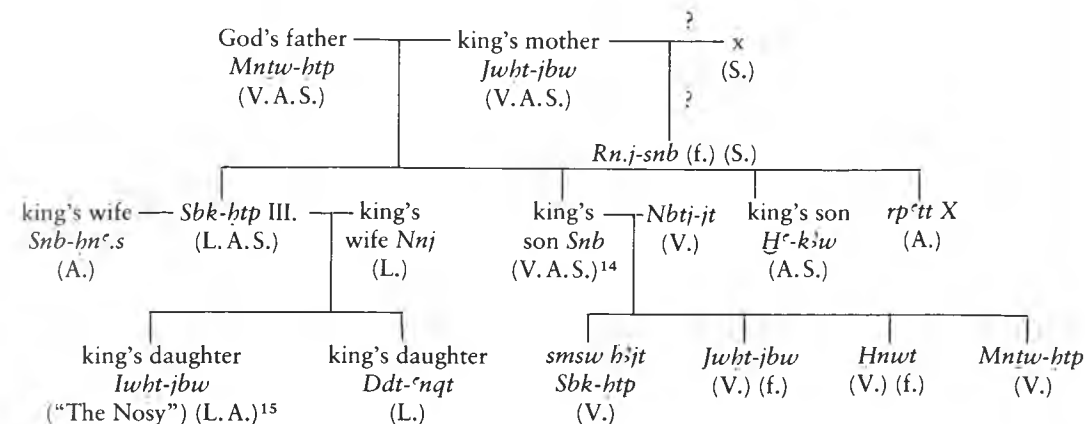 God's father king's mother ? x
Mntw-ḥtp Jwḥt-jbw (S.)
(V. A. S.) (V. A. S.) ?
Rn.j-snb (f.) (S.)
king's wife Sbk-ḥtp III. king's king's Nbtj-jt king's son rpꜥtt X
Snb-ḥnꜥ.s (L. A. S.) wife Nnj son Snb (V.) Ḫꜥ-kꜣw (A.)
(A.) (L.) (V. A. S.)¹⁴ (A. S.)
king's daughter king's daughter smsw hꜣjt Jwḥt-jbw Ḥnwt Mntw-ḥtp
Iwḥt-jbw Ddt-ꜥnqt Sbk-ḥtp (V.) (f.) (V.) (f.) (V.)
("The Nosy") (L. A.)¹⁵ (L.) (V.)